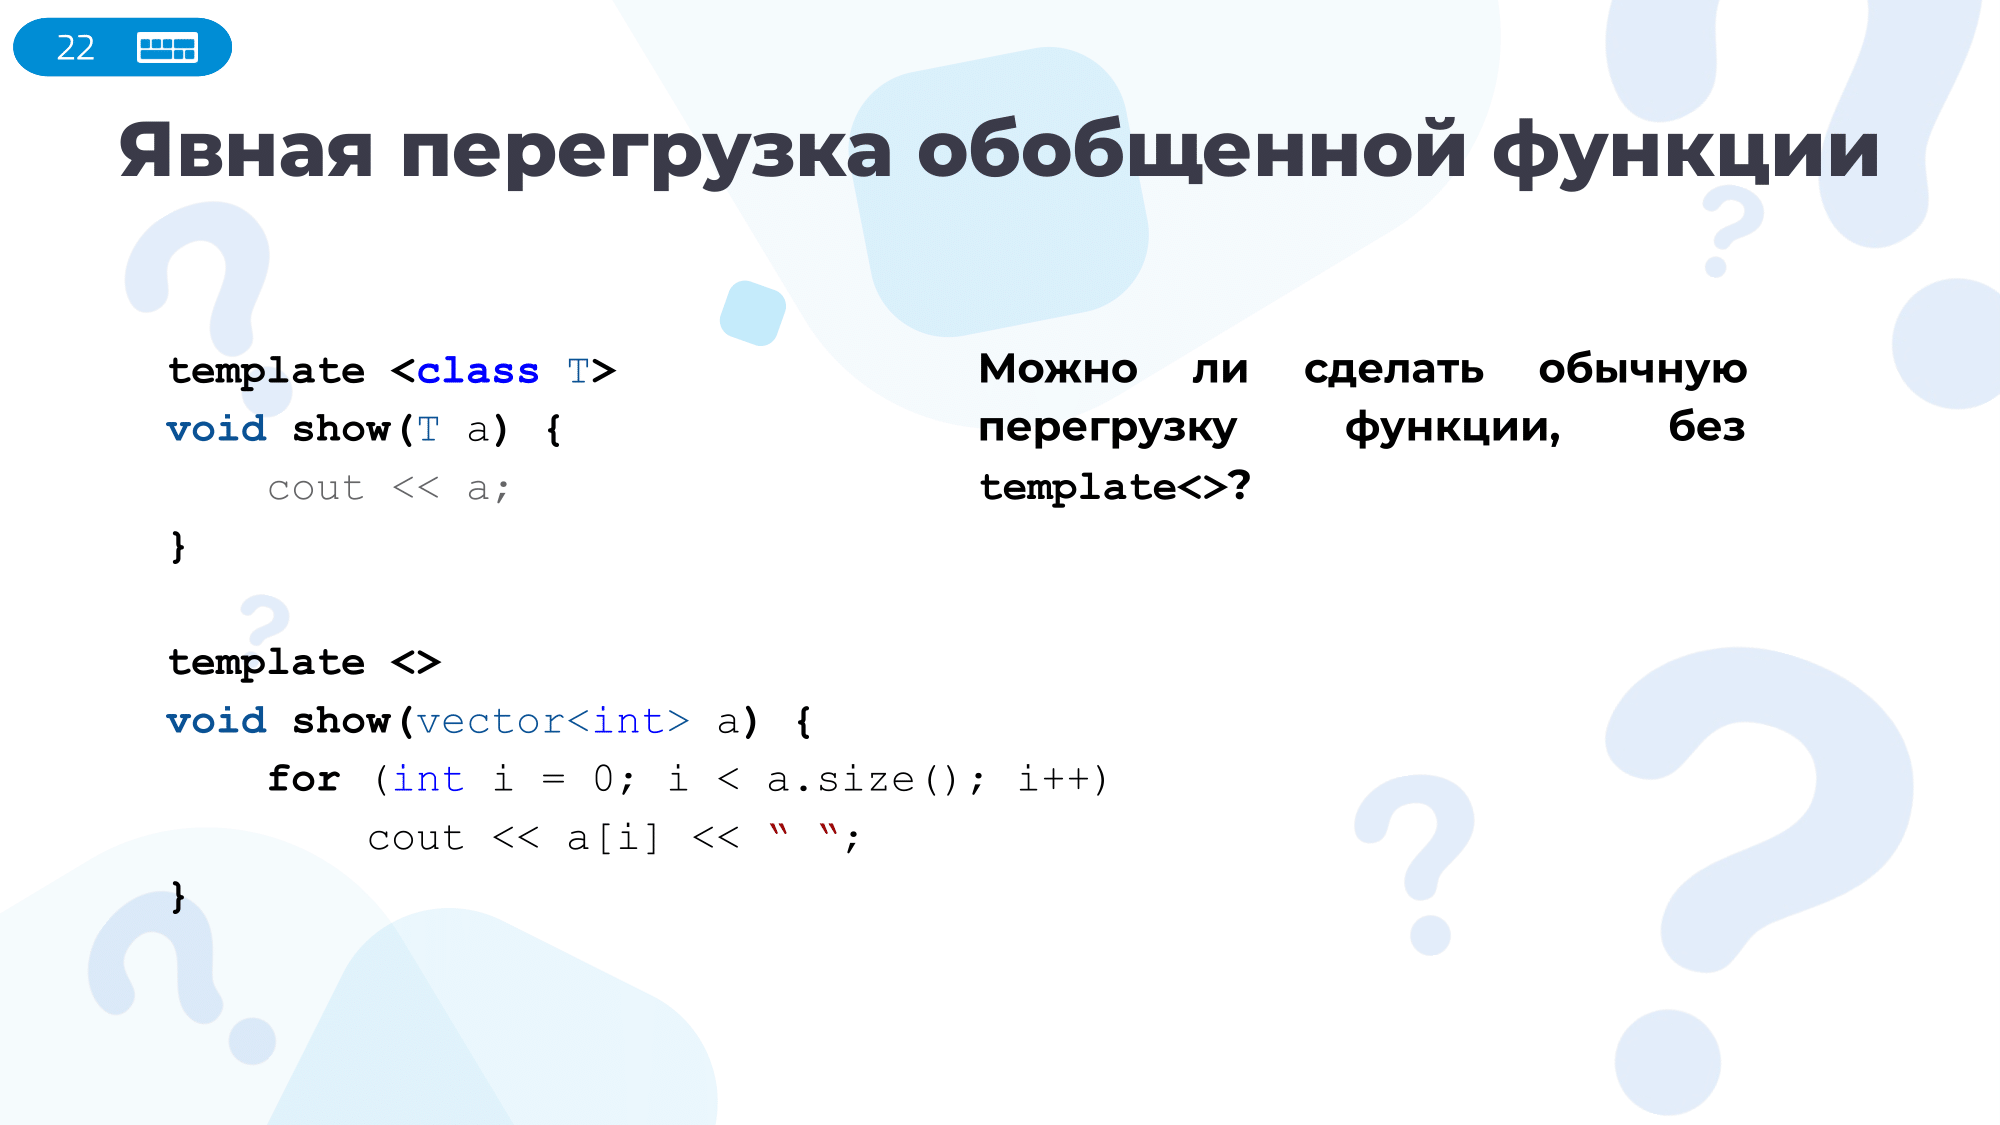 22
Явная перегрузка обобщенной функции
template <class T>
void show(T a) {
    cout << a;
}
template <>
void show(vector<int> a) {
    for (int i = 0; i < a.size(); i++)
        cout << a[i] << “ “;
}
Можно ли сделать обычную
перегрузку функции, без
template<>?